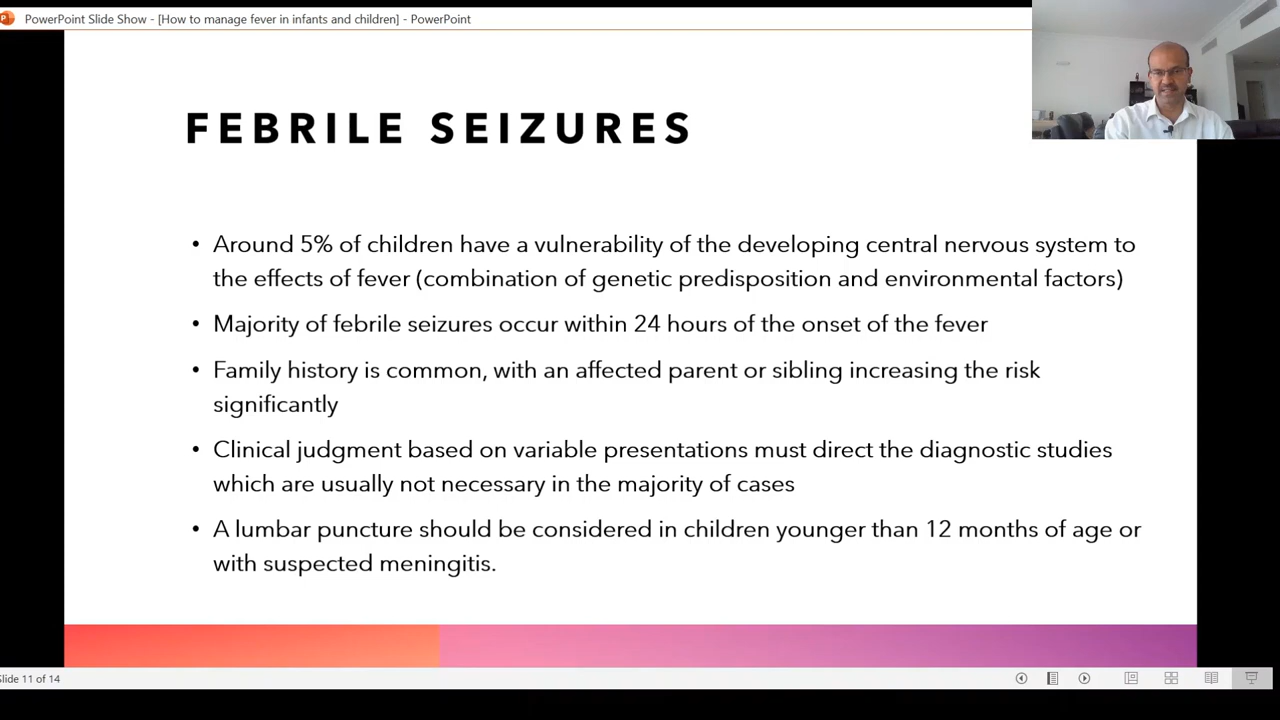 PowerPoint Slide Show - [How to manage fever in infants and children] - PowerPoint
FEBRILE SEIZURES
• Around 5% of children have a vulnerability of the developing central nervous system to
the effects of fever (combination of genetic predisposition and environmental factors)
• Majority of febrile seizures occur within 24 hours of the onset of the fever
• Family history is common, with an affected parent or sibling increasing the risk
significantly
• Clinical judgment based on variable presentations must direct the diagnostic studies
which are usually not necessary in the majority of cases
• A lumbar puncture should be considered in children younger than 12 months of age or
with suspected meningitis.
Slide 11 of 14